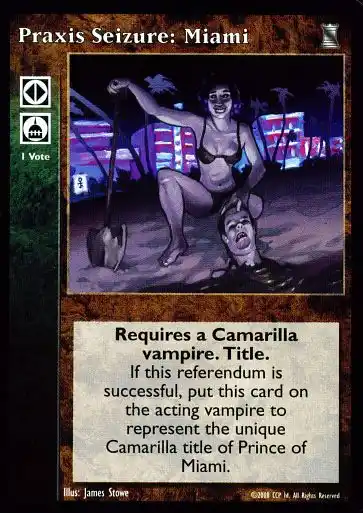 Praxis Seizure: Miami
1 Vote
Requires a Camarilla
vampire. Title.
If this referendum is
successful, put this card on
the acting vampire to
represent the unique
Camarilla title of Prince of
Miami.
Illus: James Stowe
©2008 CCP hf. All Rights Reserved